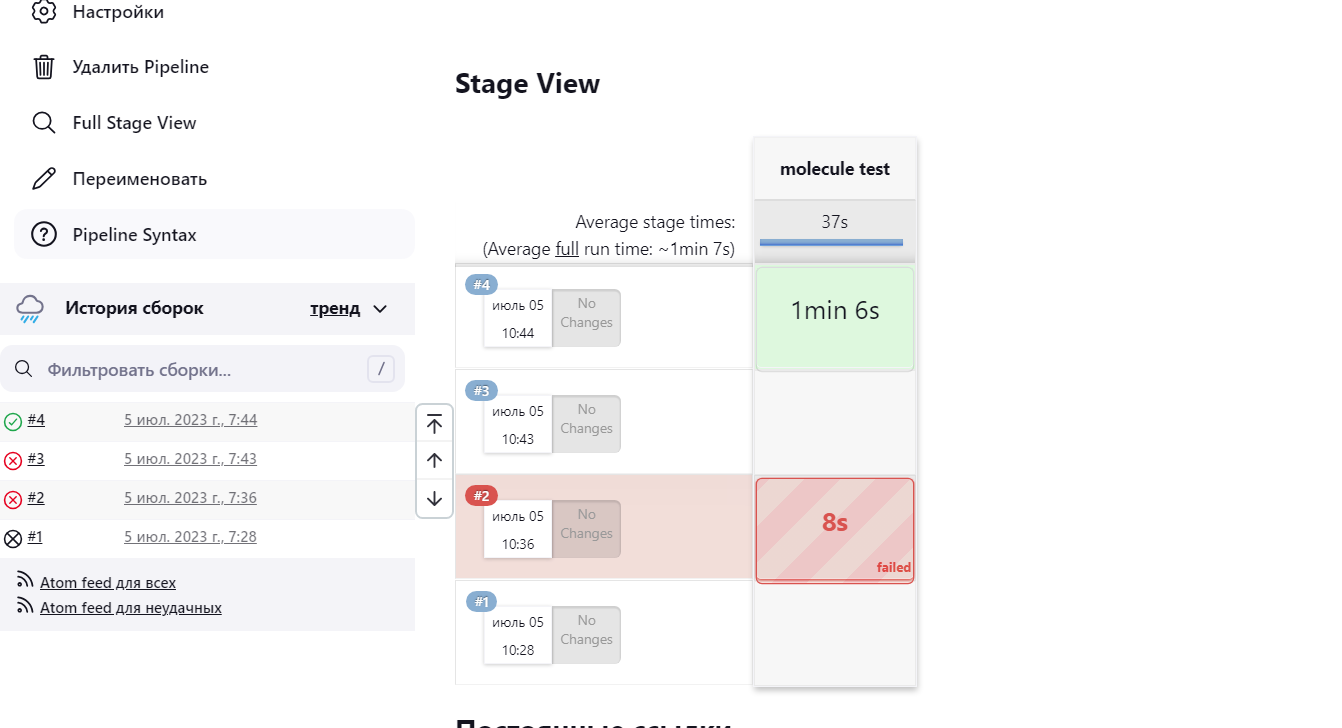 Настройки
Удалить Pipeline
Full Stage View
Переименовать
Pipeline Syntax
История сборок
тренд
Фильтровать сборки...
/
#4 5 июл. 2023 г., 7:44
#3 5 июл. 2023 г., 7:43
#2 5 июл. 2023 г., 7:36
#1 5 июл. 2023 г., 7:28
Atom feed для всех
Atom feed для неудачных
Stage View
molecule test
Average stage times:
(Average full run time: ~1min 7s)
37s
#4
июль 05
10:44
No
Changes
1min 6s
#3
июль 05
10:43
No
Changes
#2
июль 05
10:36
No
Changes
8s
failed
#1
июль 05
10:28
No
Changes
Постоянные ссылки